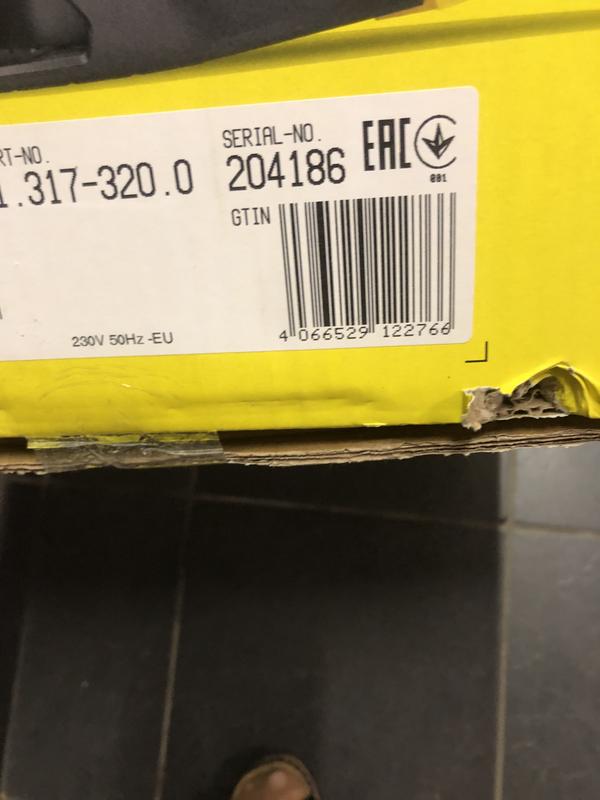 RT-NO.
1.317-320.0
SERIAL-NO.
204186
EAC
001
GTIN
4 066529 122766
230V 50Hz -EU